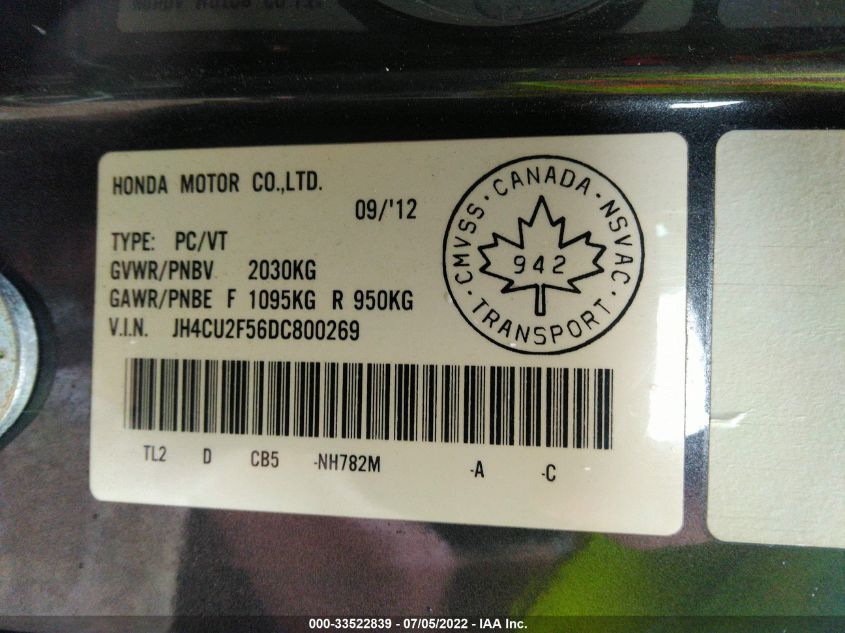 HONDA MOTOR CO.,LTD.
09/'12
TYPE: PC/VT
GVWR/PNBV 2030KG
GAWR/PNBE F 1095KG R 950KG
V.I.N. JH4CU2F56DC800269
CMVSS · CANADA · NSVAC · TRANSPORT ·
942
TL2 D CB5 -NH782M -A -C
000-33522839 - 07/05/2022 - IAA Inc.